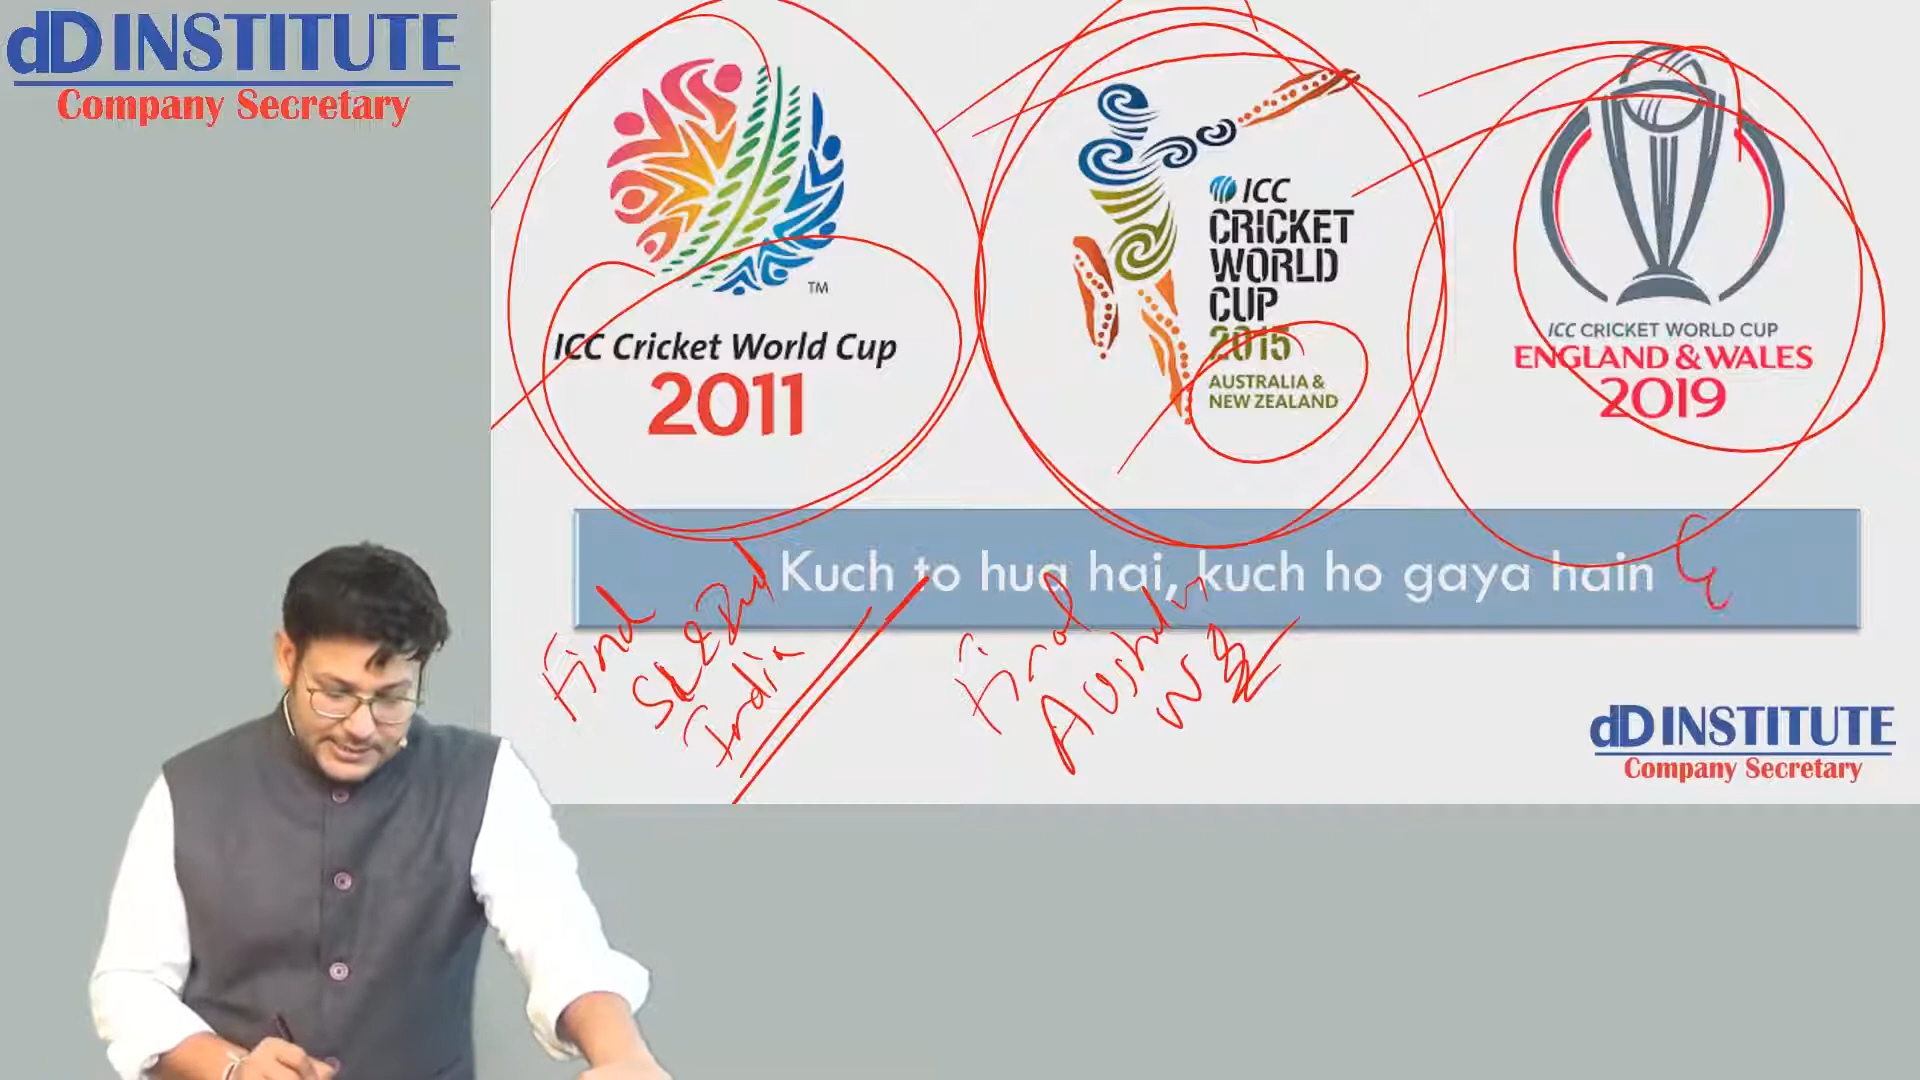 dD INSTITUTE
Company Secretary
TM
ICC Cricket World Cup
2011
ICC
CRICKET
WORLD
CUP
2015
AUSTRALIA &
NEW ZEALAND
ICC CRICKET WORLD CUP
ENGLAND & WALES
2019
Kuch to hua hai, kuch ho gaya hain
India
Final
dD INSTITUTE
Company Secretary